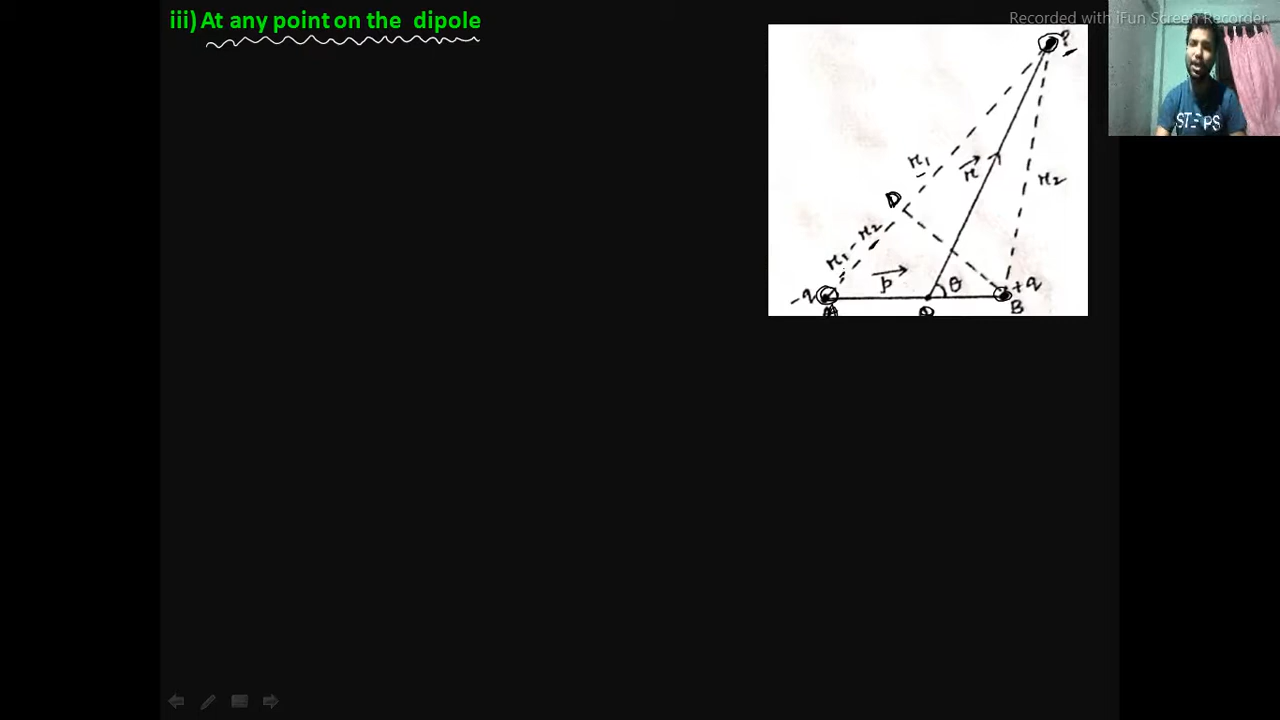 iii) At any point on the dipole
Recorded with iFun Screen Recorder
STEPS
P
r₁
r⃗
r₂
D
r₁-r₂
p⃗
θ
-q
+q
A
O
B